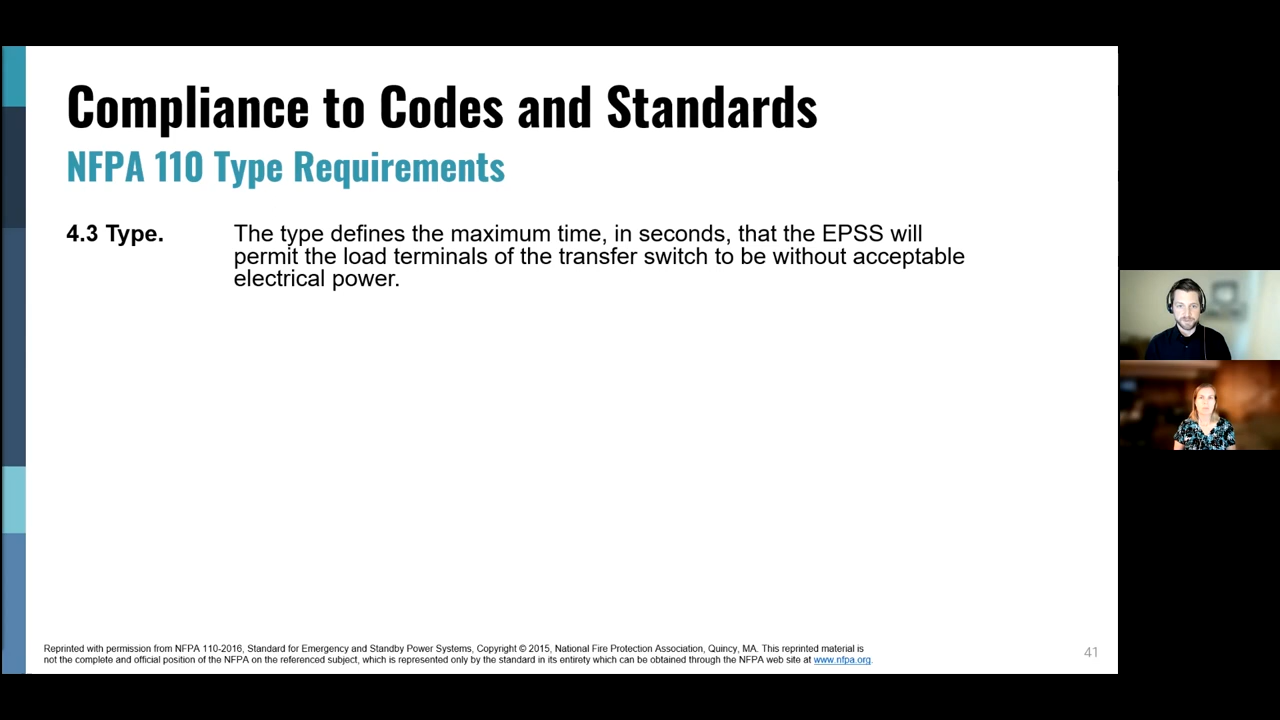 Compliance to Codes and Standards
NFPA 110 Type Requirements
4.3 Type. The type defines the maximum time, in seconds, that the EPSS will
permit the load terminals of the transfer switch to be without acceptable
electrical power.
Reprinted with permission from NFPA 110-2016, Standard for Emergency and Standby Power Systems, Copyright © 2015, National Fire Protection Association, Quincy, MA. This reprinted material is
not the complete and official position of the NFPA on the referenced subject, which is represented only by the standard in its entirety which can be obtained through the NFPA web site at www.nfpa.org.
41